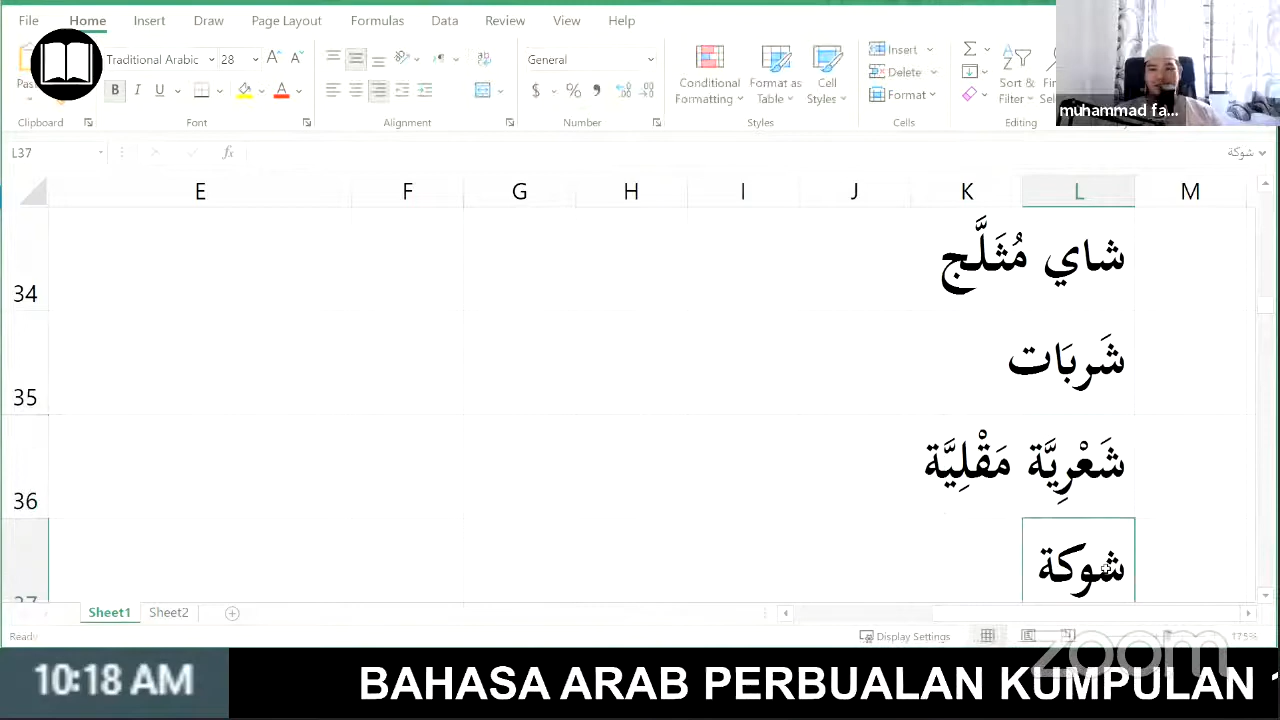 File Home Insert Draw Page Layout Formulas Data Review View Help
Traditional Arabic 28 General Insert
B I U Conditional Formatting Format Table Cell Styles Delete Format Sort & Filter
Clipboard Font Alignment Number Styles Cells Editing
muhammad fa...
L37 fx شوكة
E F G H I J K L M
34 شاي مُثَلَّج
35 شَربَات
36 شَعْرِيَّة مَقْلِيَّة
37 شوكة
Sheet1 Sheet2
Ready Display Settings 175%
zoom
10:18 AM BAHASA ARAB PERBUALAN KUMPULAN